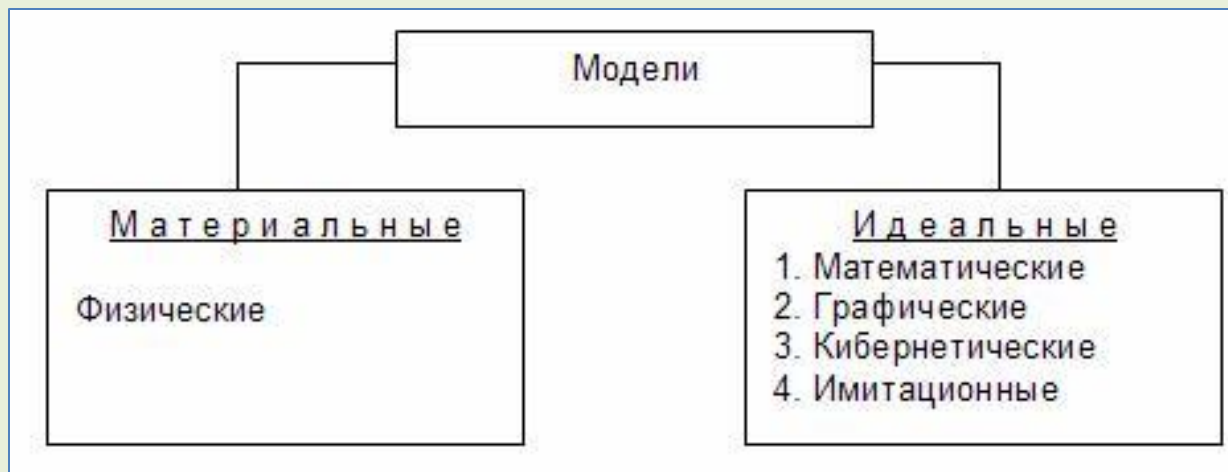 Модели
Материальные
Физические
Идеальные
1. Математические
2. Графические
3. Кибернетические
4. Имитационные